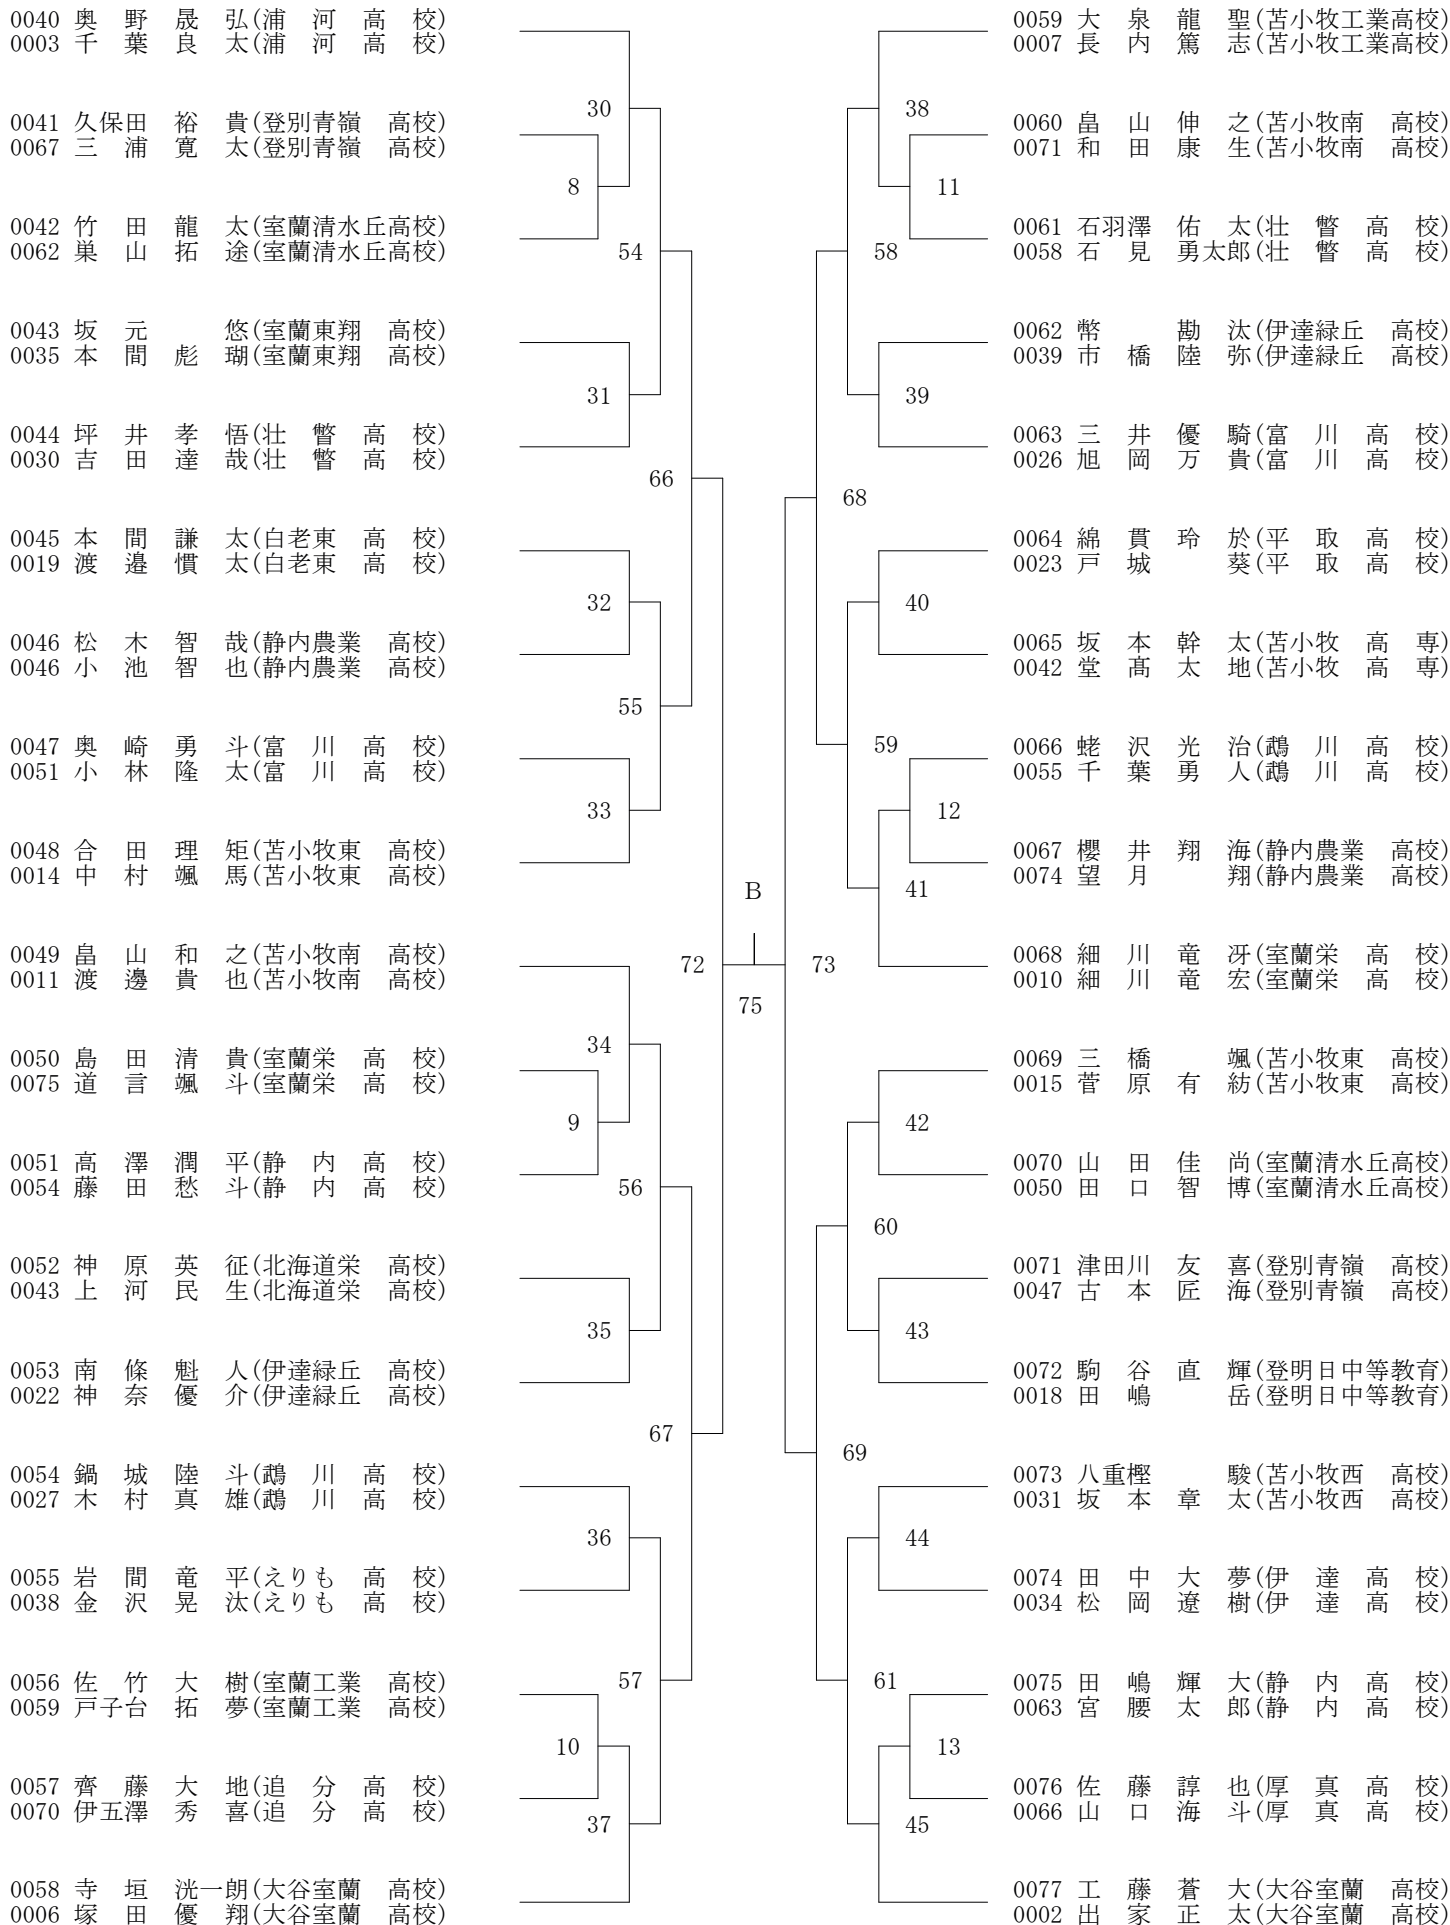 0040 奥 野 晟 弘(浦 河 高 校)
0003 千 葉 良 太(浦 河 高 校)
0041 久保田 裕 貴(登別青嶺 高校)
0067 三 浦 寛 太(登別青嶺 高校)
0042 竹 田 龍 太(室蘭清水丘高校)
0062 巣 山 拓 途(室蘭清水丘高校)
0043 坂 元 悠(室蘭東翔 高校)
0035 本 間 彪 瑚(室蘭東翔 高校)
0044 坪 井 孝 悟(壮 瞥 高 校)
0030 吉 田 達 哉(壮 瞥 高 校)
0045 本 間 謙 太(白老東 高 校)
0019 渡 邉 慣 太(白老東 高 校)
0046 松 木 智 哉(静内農業 高校)
0046 小 池 智 也(静内農業 高校)
0047 奥 崎 勇 斗(富 川 高 校)
0051 小 林 隆 太(富 川 高 校)
0048 合 田 理 矩(苫小牧東 高校)
0014 中 村 颯 馬(苫小牧東 高校)
0049 畠 山 和 之(苫小牧南 高校)
0011 渡 邊 貴 也(苫小牧南 高校)
0050 島 田 清 貴(室蘭栄 高 校)
0075 道 言 颯 斗(室蘭栄 高 校)
0051 高 澤 潤 平(静 内 高 校)
0054 藤 田 愁 斗(静 内 高 校)
0052 神 原 英 征(北海道栄 高校)
0043 上 河 民 生(北海道栄 高校)
0053 南 條 魁 人(伊達緑丘 高校)
0022 神 奈 優 介(伊達緑丘 高校)
0054 鍋 城 陸 斗(鵡 川 高 校)
0027 木 村 真 雄(鵡 川 高 校)
0055 岩 間 竜 平(えりも 高 校)
0038 金 沢 晃 汰(えりも 高 校)
0056 佐 竹 大 樹(室蘭工業 高校)
0059 戸子台 拓 夢(室蘭工業 高校)
0057 齊 藤 大 地(追 分 高 校)
0070 伊五澤 秀 喜(追 分 高 校)
0058 寺 垣 洸一朗(大谷室蘭 高校)
0006 塚 田 優 翔(大谷室蘭 高校)
30
8
54
31
66
32
55
33
72
34
9
56
35
67
36
57
10
37
B
75
38
11
58
39
68
40
59
12
41
73
42
60
43
69
44
61
13
45
0059 大 泉 龍 聖(苫小牧工業高校)
0007 長 内 篤 志(苫小牧工業高校)
0060 畠 山 伸 之(苫小牧南 高校)
0071 和 田 康 生(苫小牧南 高校)
0061 石羽澤 佑 太(壮 瞥 高 校)
0058 石 見 勇太郎(壮 瞥 高 校)
0062 幣 勘 汰(伊達緑丘 高校)
0039 市 橋 陸 弥(伊達緑丘 高校)
0063 三 井 優 騎(富 川 高 校)
0026 旭 岡 万 貴(富 川 高 校)
0064 綿 貫 玲 於(平 取 高 校)
0023 戸 城 葵(平 取 高 校)
0065 坂 本 幹 太(苫小牧 高 専)
0042 堂 髙 太 地(苫小牧 高 専)
0066 蛯 沢 光 治(鵡 川 高 校)
0055 千 葉 勇 人(鵡 川 高 校)
0067 櫻 井 翔 海(静内農業 高校)
0074 望 月 翔(静内農業 高校)
0068 細 川 竜 冴(室蘭栄 高 校)
0010 細 川 竜 宏(室蘭栄 高 校)
0069 三 橋 颯(苫小牧東 高校)
0015 菅 原 有 紡(苫小牧東 高校)
0070 山 田 佳 尚(室蘭清水丘高校)
0050 田 口 智 博(室蘭清水丘高校)
0071 津田川 友 喜(登別青嶺 高校)
0047 古 本 匠 海(登別青嶺 高校)
0072 駒 谷 直 輝(登明日中等教育)
0018 田 嶋 岳(登明日中等教育)
0073 八重樫 駿(苫小牧西 高校)
0031 坂 本 章 太(苫小牧西 高校)
0074 田 中 大 夢(伊 達 高 校)
0034 松 岡 遼 樹(伊 達 高 校)
0075 田 嶋 輝 大(静 内 高 校)
0063 宮 腰 太 郎(静 内 高 校)
0076 佐 藤 諄 也(厚 真 高 校)
0066 山 口 海 斗(厚 真 高 校)
0077 工 藤 蒼 大(大谷室蘭 高校)
0002 出 家 正 太(大谷室蘭 高校)